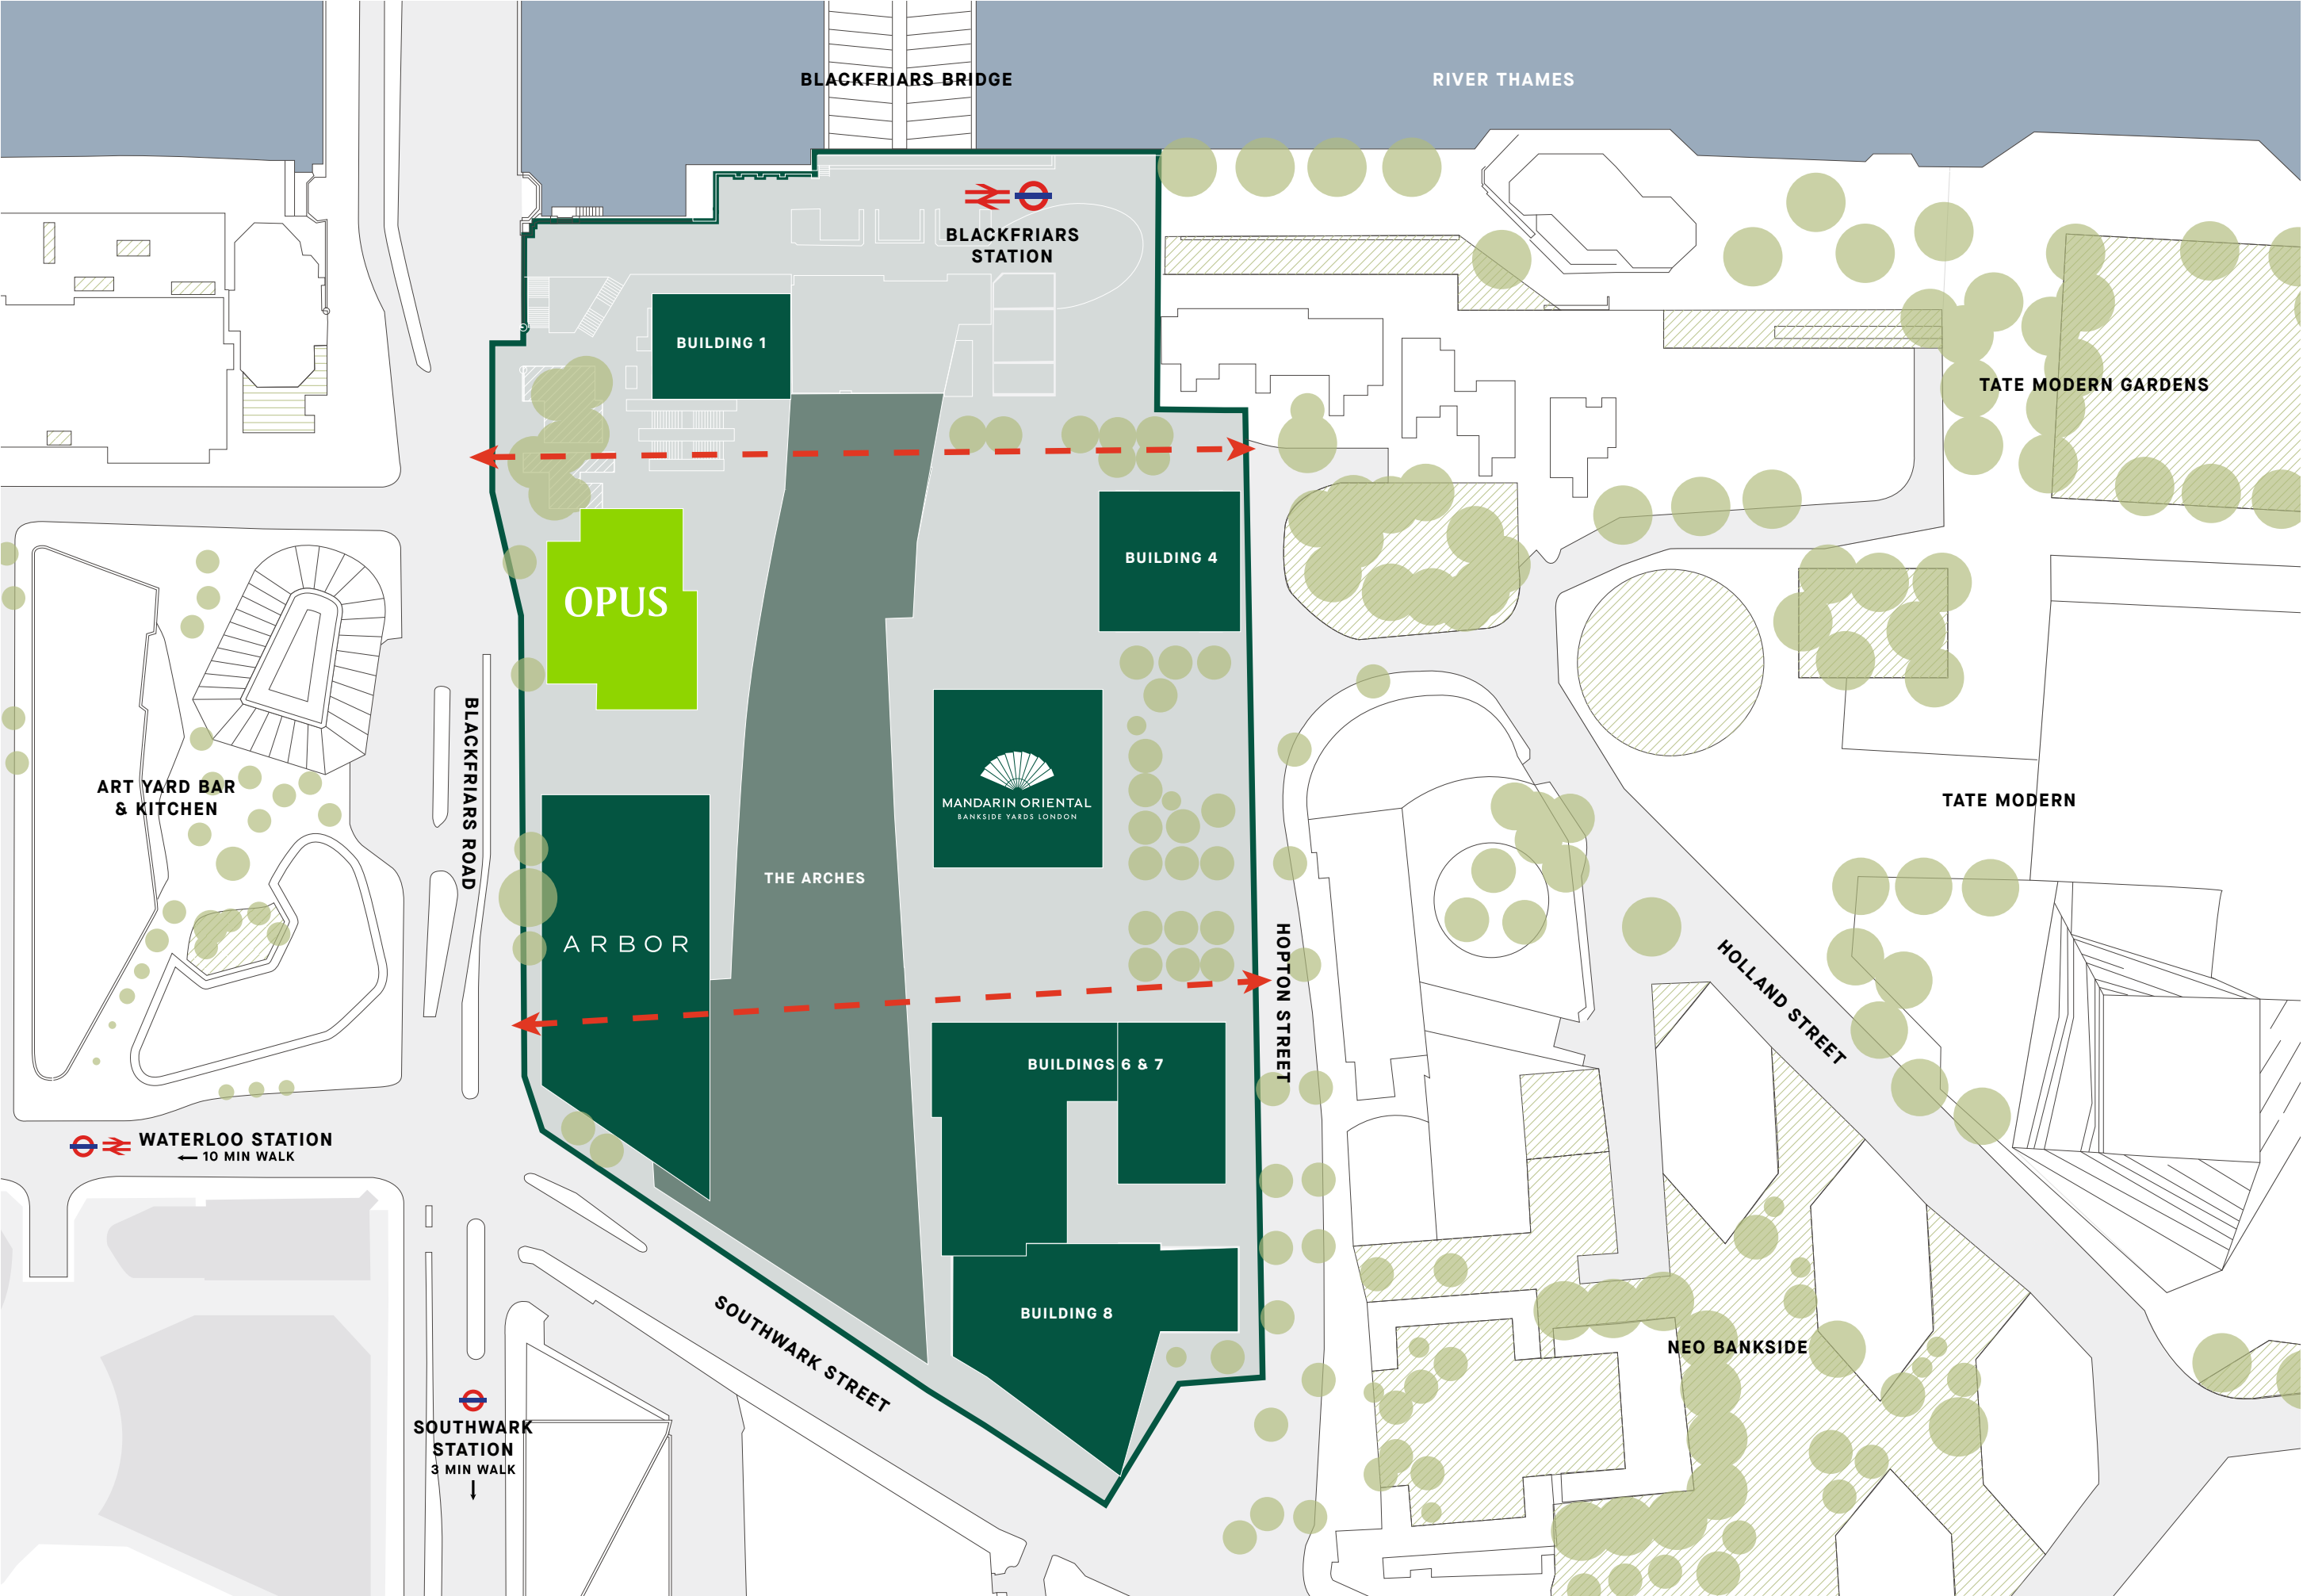 BLACKFRIARS BRIDGE
RIVER THAMES
BLACKFRIARS
STATION
BUILDING 1
TATE MODERN GARDENS
BUILDING 4
OPUS
BLACKFRIARS ROAD
ART YARD BAR
& KITCHEN
MANDARIN ORIENTAL
BANKSIDE YARDS LONDON
TATE MODERN
THE ARCHES
ARBOR
HOPTON STREET
HOLLAND STREET
BUILDINGS 6 & 7
WATERLOO STATION
10 MIN WALK
BUILDING 8
SOUTHWARK STREET
NEO BANKSIDE
SOUTHWARK
STATION
3 MIN WALK